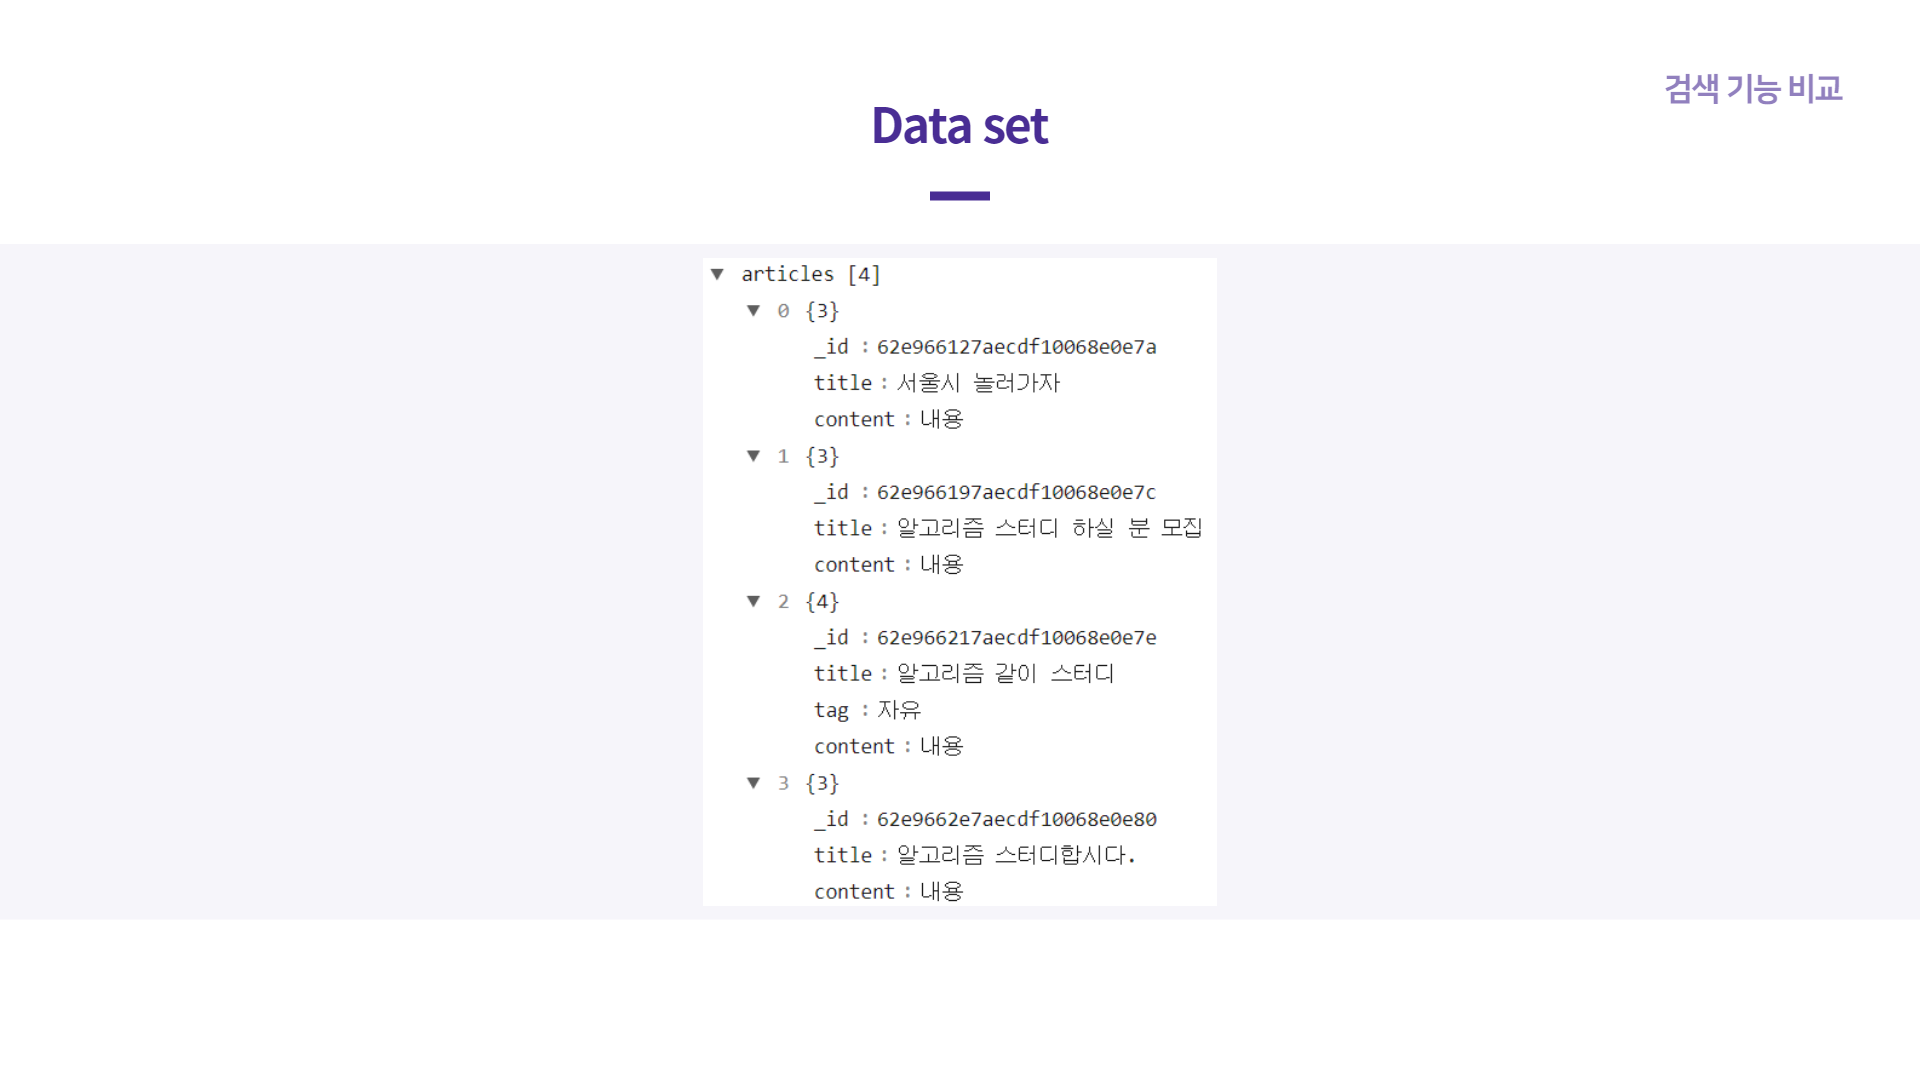 검색 기능 비교
Data set
▼ articles [4]
▼ 0 {3}
_id : 62e966127aecdf10068e0e7a
title : 서울시 놀러가자
content : 내용
▼ 1 {3}
_id : 62e966197aecdf10068e0e7c
title : 알고리즘 스터디 하실 분 모집
content : 내용
▼ 2 {4}
_id : 62e966217aecdf10068e0e7e
title : 알고리즘 같이 스터디
tag : 자유
content : 내용
▼ 3 {3}
_id : 62e9662e7aecdf10068e0e80
title : 알고리즘 스터디합시다.
content : 내용